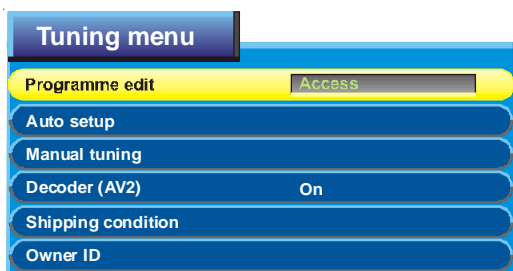 Tuning menu
Programme edit Access
Auto setup
Manual tuning
Decoder (AV2) On
Shipping condition
Owner ID